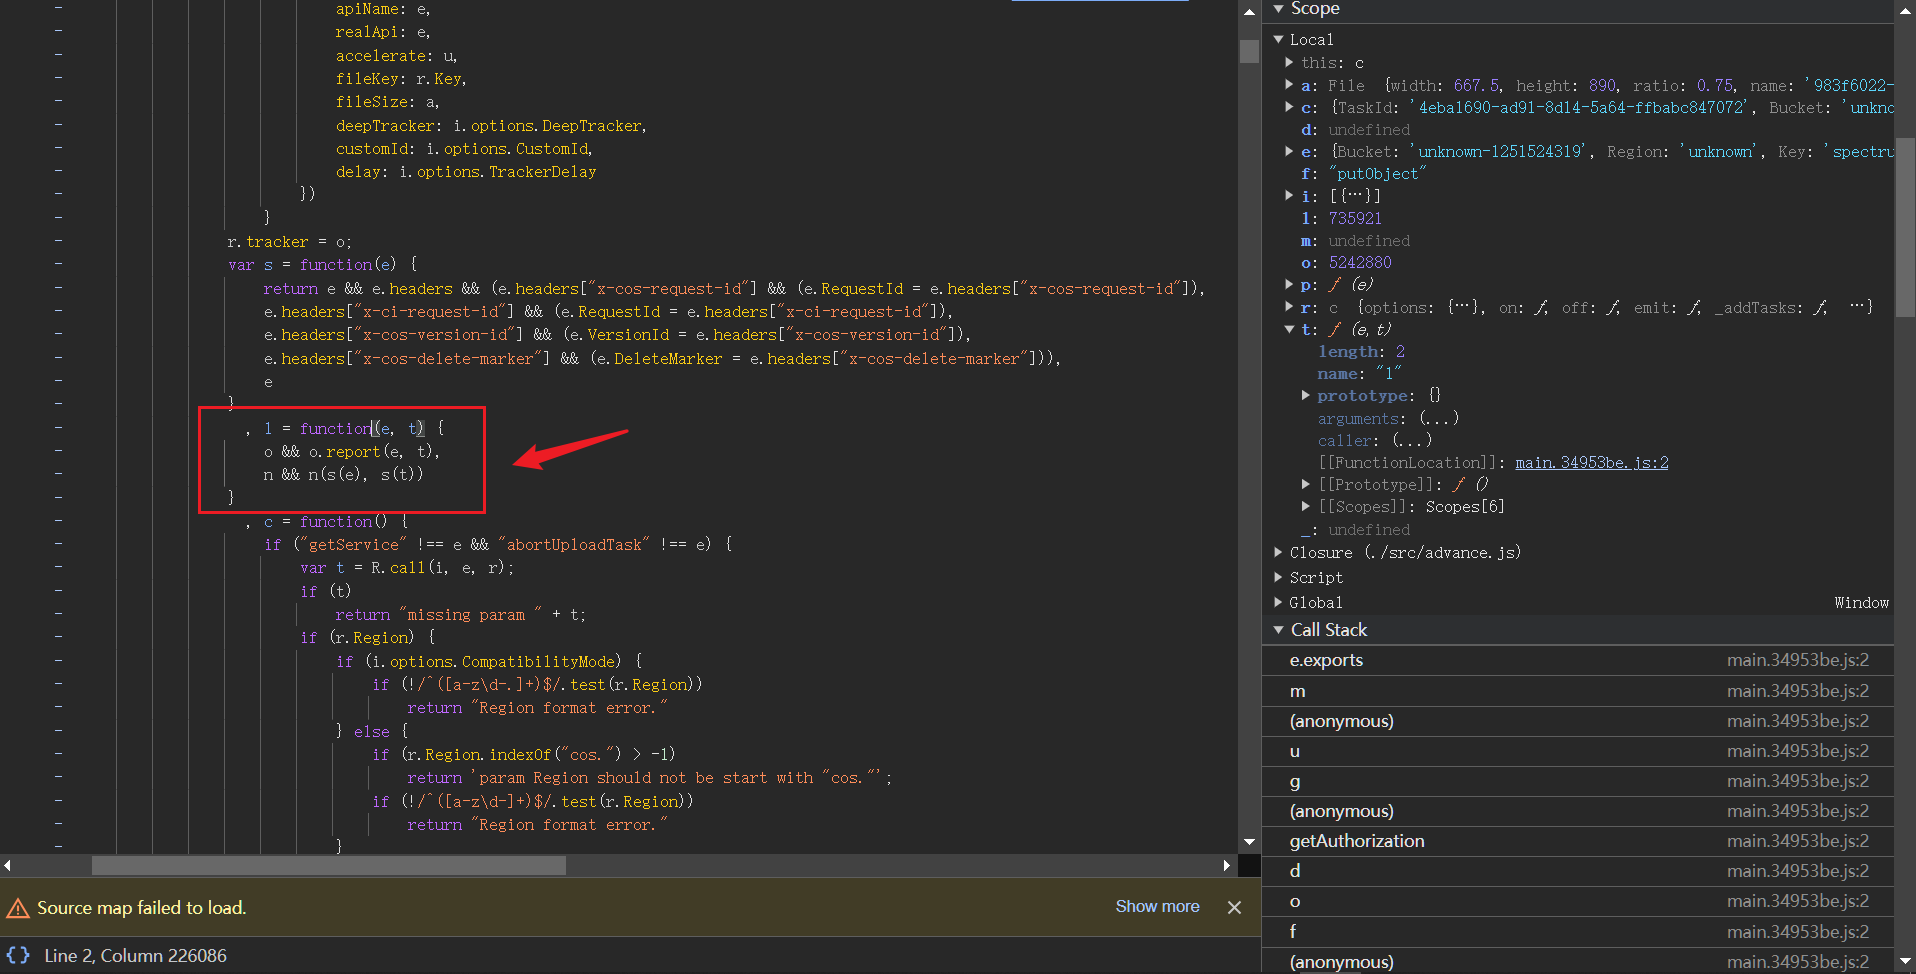 apiName: e,
realApi: e,
accelerate: u,
fileKey: r.Key,
fileSize: a,
deepTracker: i.options.DeepTracker,
customId: i.options.CustomId,
delay: i.options.TrackerDelay
})
}
r.tracker = o;
var s = function(e) {
return e && e.headers && (e.headers["x-cos-request-id"] && (e.RequestId = e.headers["x-cos-request-id"]),
e.headers["x-ci-request-id"] && (e.RequestId = e.headers["x-ci-request-id"]),
e.headers["x-cos-version-id"] && (e.VersionId = e.headers["x-cos-version-id"]),
e.headers["x-cos-delete-marker"] && (e.DeleteMarker = e.headers["x-cos-delete-marker"])),
e
}
, l = function(e, t) {
o && o.report(e, t),
n && n(s(e), s(t))
}
, c = function() {
if ("getService" !== e && "abortUploadTask" !== e) {
var t = R.call(i, e, r);
if (t)
return "missing param " + t;
if (r.Region) {
if (i.options.CompatibilityMode) {
if (!/^([a-z\d-.]+)$/.test(r.Region))
return "Region format error."
} else {
if (r.Region.indexOf("cos.") > -1)
return 'param Region should not be start with "cos."';
if (!/^([a-z\d-]+)$/.test(r.Region))
return "Region format error."
}
Source map failed to load.
Show more
{} Line 2, Column 226086
Scope
Local
this: c
a: File {width: 667.5, height: 890, ratio: 0.75, name: '983f6022-
c: {TaskId: '4eba1690-ad91-8d14-5a64-ffbabc847072', Bucket: 'unkno
d: undefined
e: {Bucket: 'unknown-1251524319', Region: 'unknown', Key: 'spectru
f: "putObject"
i: [{…}]
l: 735921
m: undefined
o: 5242880
p: ƒ (e)
r: c {options: {…}, on: ƒ, off: ƒ, emit: ƒ, _addTasks: ƒ, …}
t: ƒ (e,t)
length: 2
name: "l"
prototype: {}
arguments: (...)
caller: (...)
[[FunctionLocation]]: main.34953be.js:2
[[Prototype]]: ƒ ()
[[Scopes]]: Scopes[6]
_: undefined
Closure (./src/advance.js)
Script
Global Window
Call Stack
e.exports main.34953be.js:2
m main.34953be.js:2
(anonymous) main.34953be.js:2
u main.34953be.js:2
g main.34953be.js:2
(anonymous) main.34953be.js:2
getAuthorization main.34953be.js:2
d main.34953be.js:2
o main.34953be.js:2
f main.34953be.js:2
(anonymous) main.34953be.js:2